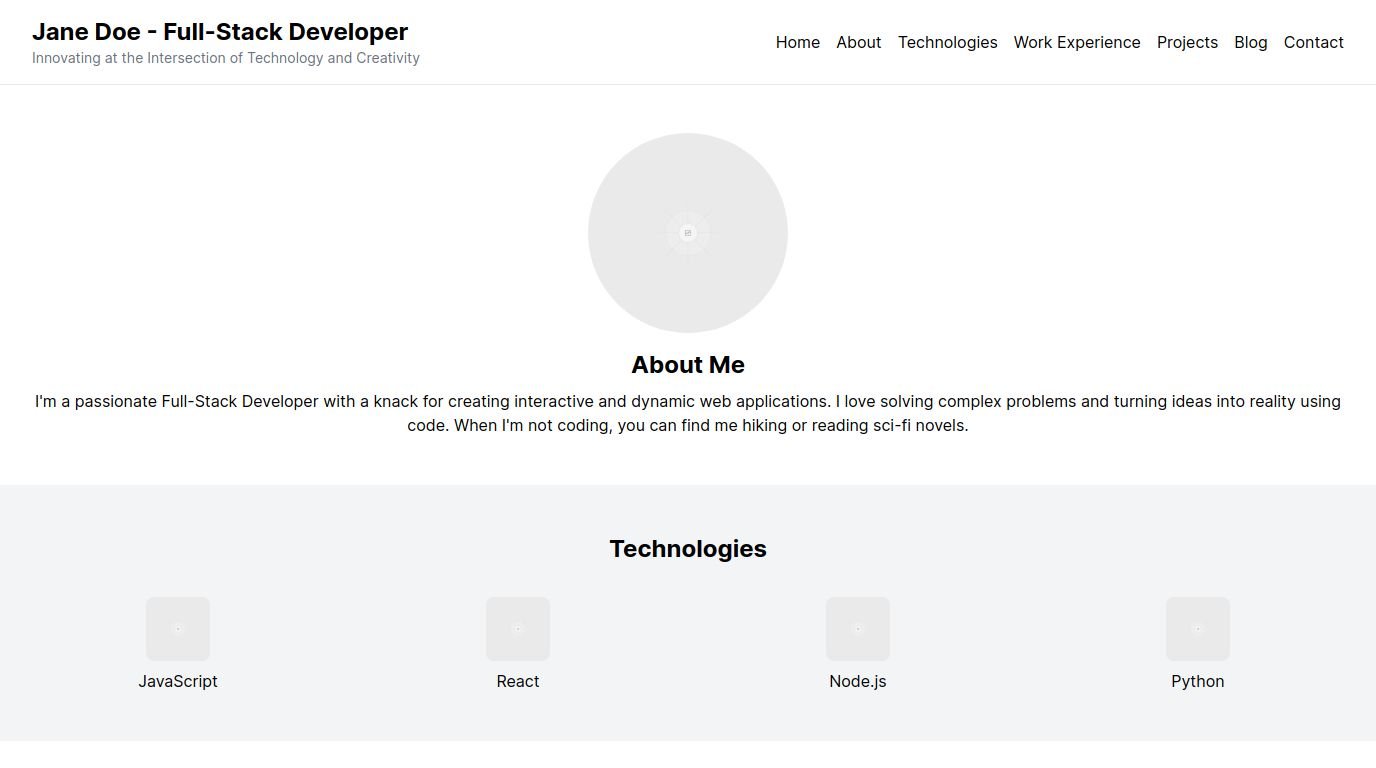 Jane Doe - Full-Stack Developer
Innovating at the Intersection of Technology and Creativity
Home About Technologies Work Experience Projects Blog Contact
About Me
I'm a passionate Full-Stack Developer with a knack for creating interactive and dynamic web applications. I love solving complex problems and turning ideas into reality using
code. When I'm not coding, you can find me hiking or reading sci-fi novels.
Technologies
JavaScript React Node.js Python